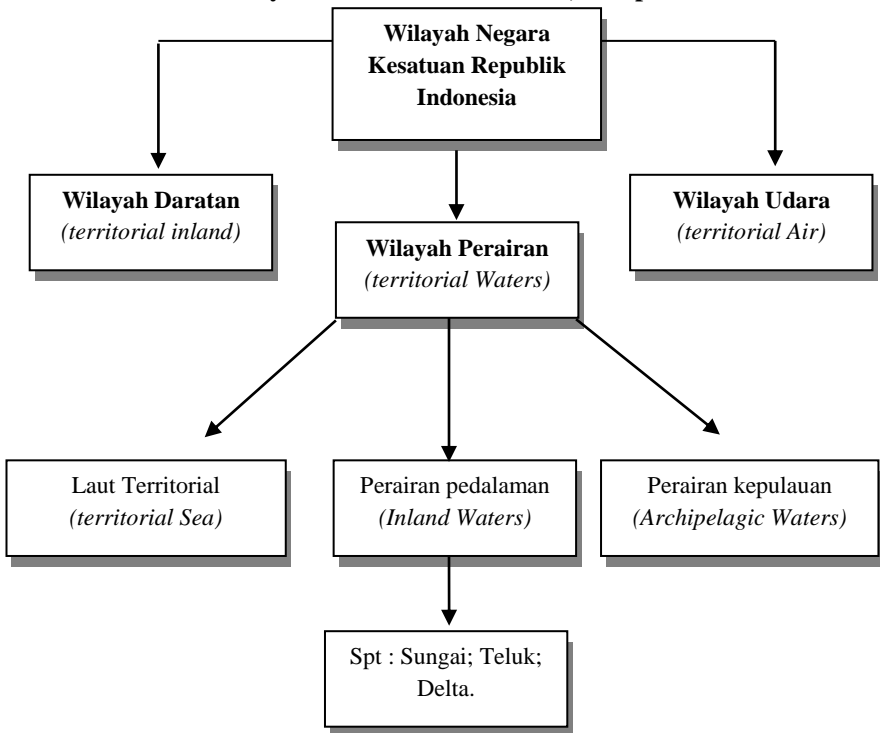 Wilayah Negara
Kesatuan Republik
Indonesia
Wilayah Daratan
(territorial inland)
Wilayah Udara
(territorial Air)
Wilayah Perairan
(territorial Waters)
Laut Territorial
(territorial Sea)
Perairan pedalaman
(Inland Waters)
Perairan kepulauan
(Archipelagic Waters)
Spt : Sungai; Teluk;
Delta.